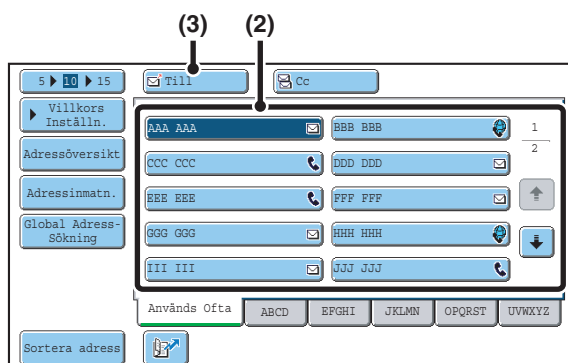 (3) (2)
5 10 15 Till Cc
Villkors
Inställn.
Adressöversikt
Adressinmatn.
Global Adress-
Sökning
AAA AAA BBB BBB
CCC CCC DDD DDD
EEE EEE FFF FFF
GGG GGG HHH HHH
III III JJJ JJJ
1
2
Används Ofta ABCD EFGHI JKLMN OPQRST UVWXYZ
Sortera adress